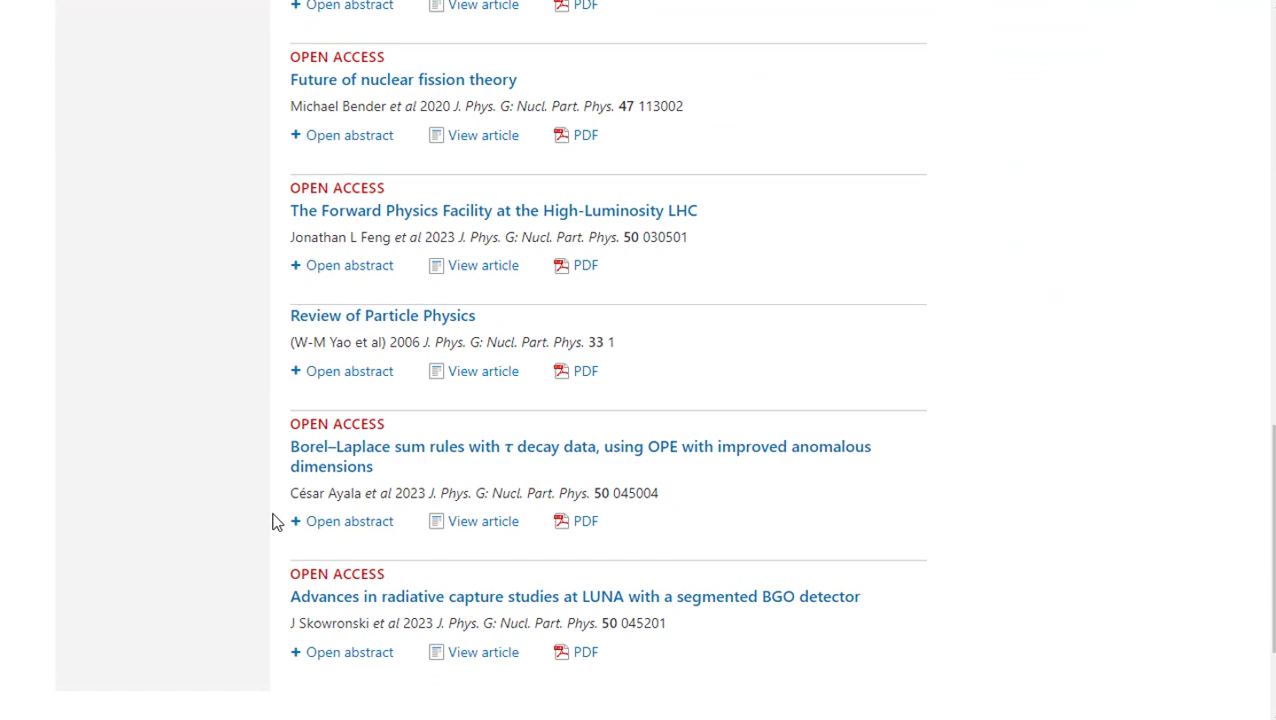 + Open abstract View article PDF
OPEN ACCESS
Future of nuclear fission theory
Michael Bender et al 2020 J. Phys. G: Nucl. Part. Phys. 47 113002
+ Open abstract View article PDF
OPEN ACCESS
The Forward Physics Facility at the High-Luminosity LHC
Jonathan L Feng et al 2023 J. Phys. G: Nucl. Part. Phys. 50 030501
+ Open abstract View article PDF
Review of Particle Physics
(W-M Yao et al) 2006 J. Phys. G: Nucl. Part. Phys. 33 1
+ Open abstract View article PDF
OPEN ACCESS
Borel–Laplace sum rules with τ decay data, using OPE with improved anomalous
dimensions
César Ayala et al 2023 J. Phys. G: Nucl. Part. Phys. 50 045004
+ Open abstract View article PDF
OPEN ACCESS
Advances in radiative capture studies at LUNA with a segmented BGO detector
J Skowronski et al 2023 J. Phys. G: Nucl. Part. Phys. 50 045201
+ Open abstract View article PDF